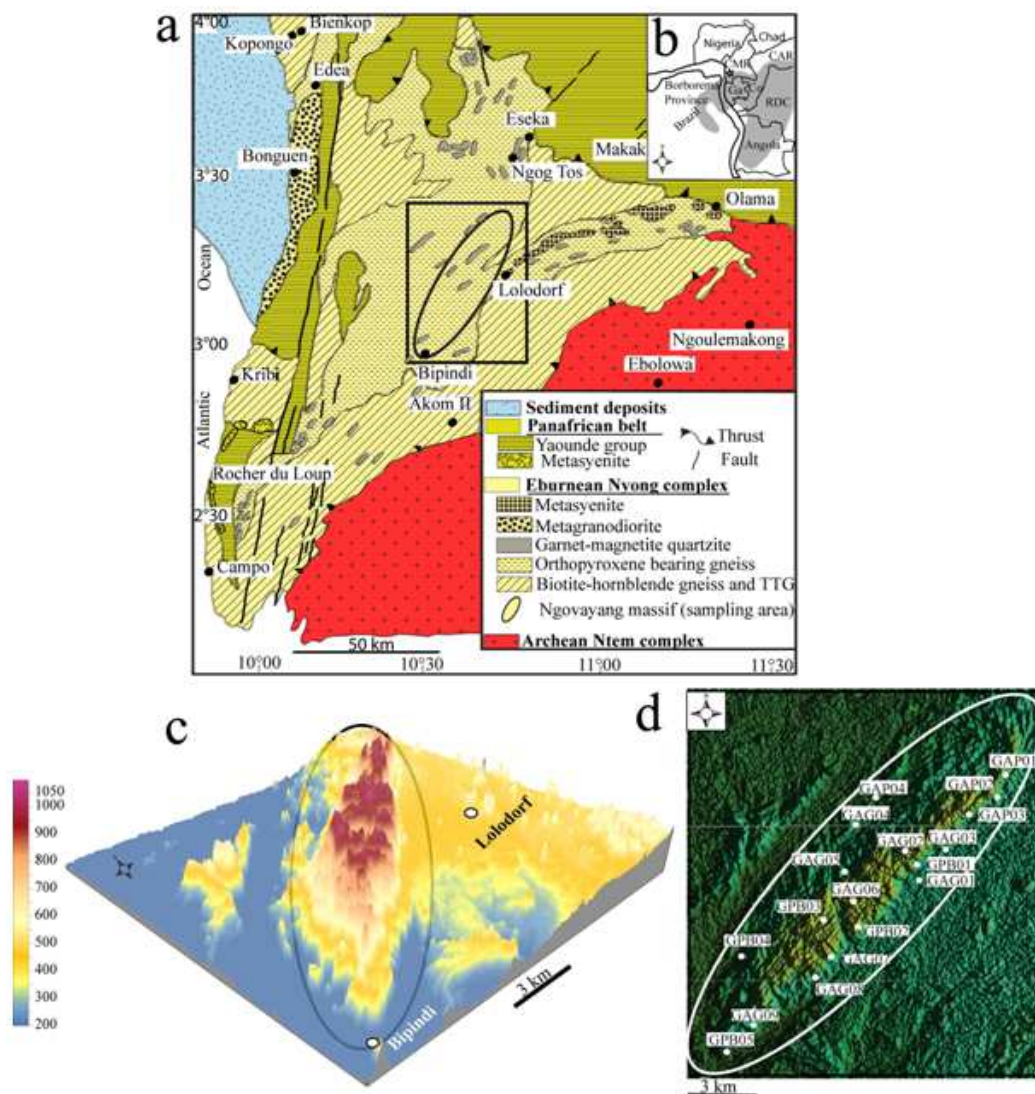 a
b
4°00
3°30
3°00
2°30
Bienkop
Kopongo
Edea
Bonguen
Eseka
Makak
Ngog Tos
Olama
Lolodorf
Ngoulemakong
Ebolowa
Bipindi
Akom II
Kribi
Rocher du Loup
Campo
Ocean
Atlantic
Nigeria
Chad
CMR
CAR
Borborema
Province
Brazil
RDC
Angola
Sediment deposits
Panafrican belt
Yaounde group
Metasyenite
Thrust
Fault
Eburnean Nyong complex
Metasyenite
Metagranodiorite
Garnet-magnetite quartzite
Orthopyroxene bearing gneiss
Biotite-hornblende gneiss and TTG
Ngovayang massif (sampling area)
Archean Ntem complex
50 km
10°00
10°30
11°00
11°30
c
1050
1000
900
800
700
600
500
400
300
200
Lolodorf
Bipindi
3 km
d
GAP01
GAP02
GAP04
GAP03
GAG04
GAG02
GAG03
GAG05
GPB01
GAG01
GAG06
GPB03
GPB02
GPB04
GAG07
GAG08
GAG09
GPB05
3 km